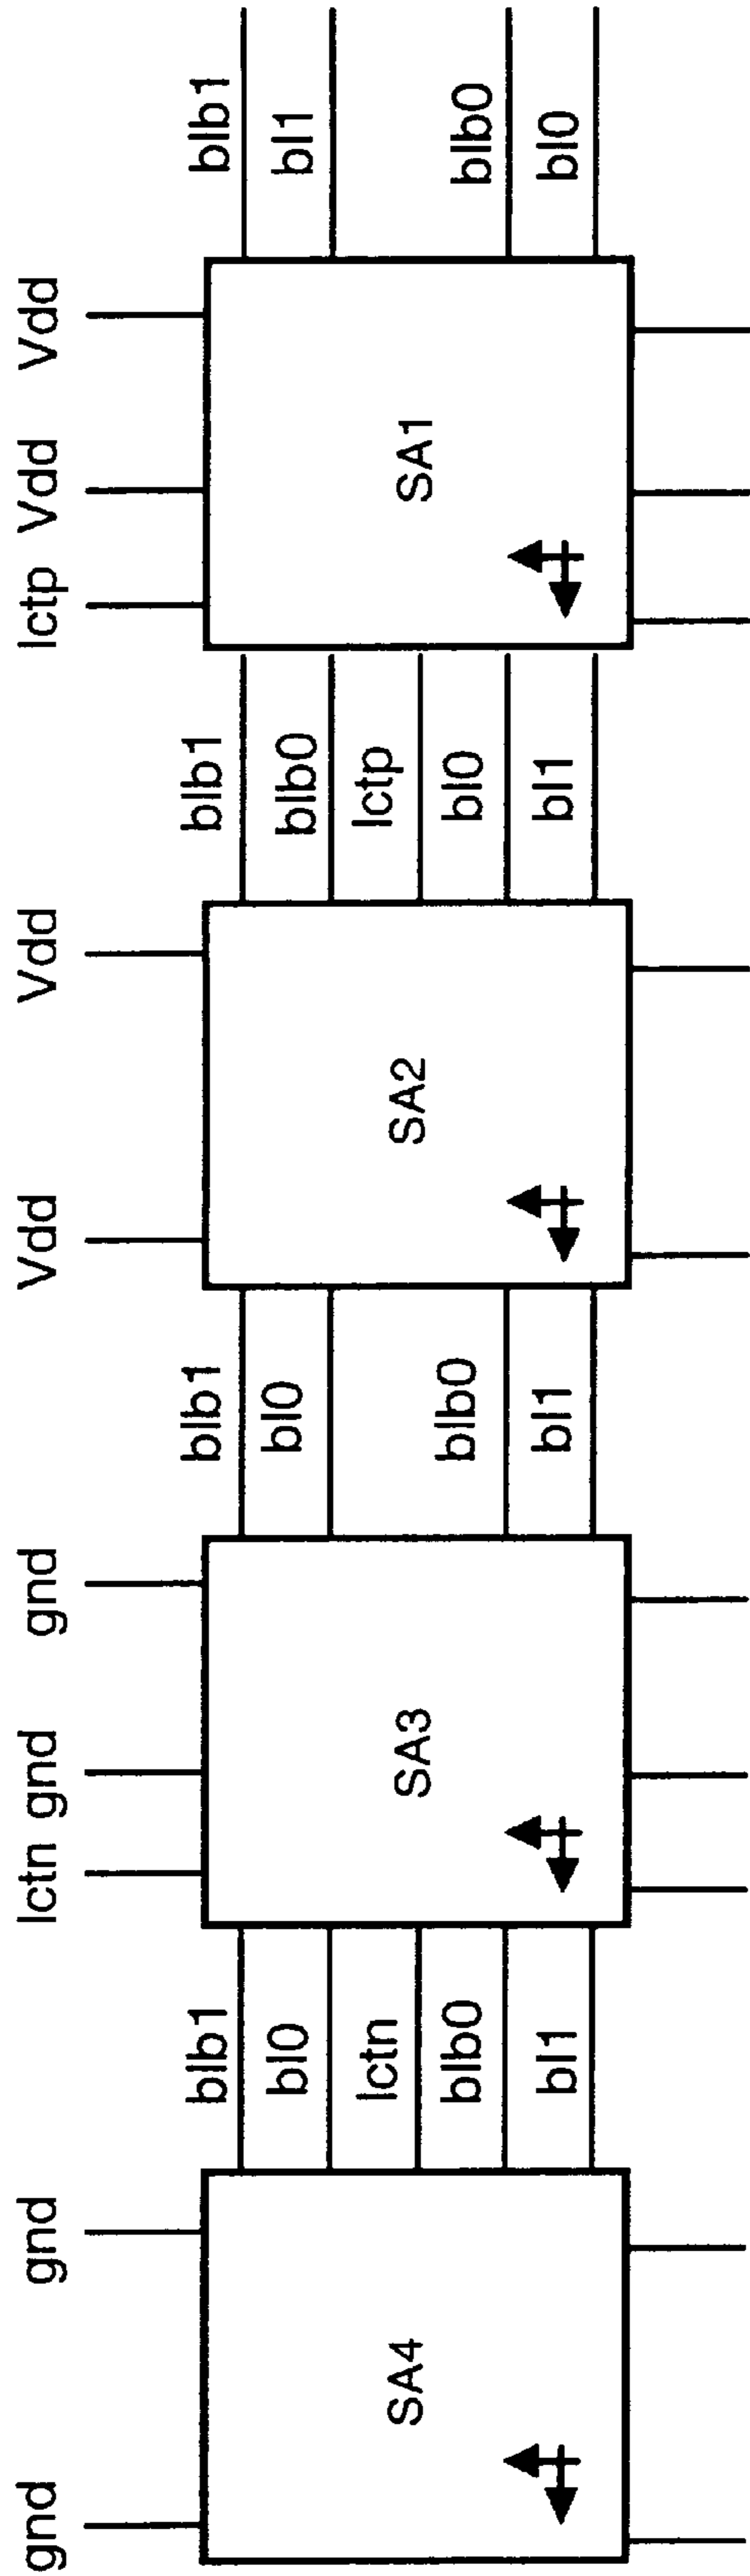 gnd gnd lctn gnd gnd Vdd Vdd lctp Vdd Vdd
blb1 blb1 blb1 blb1
bl0 bl0 blb0 bl1
lctn lctp
SA4 SA3 SA2 SA1
blb0 blb0 bl0 blb0
bl1 bl1 bl1 bl0